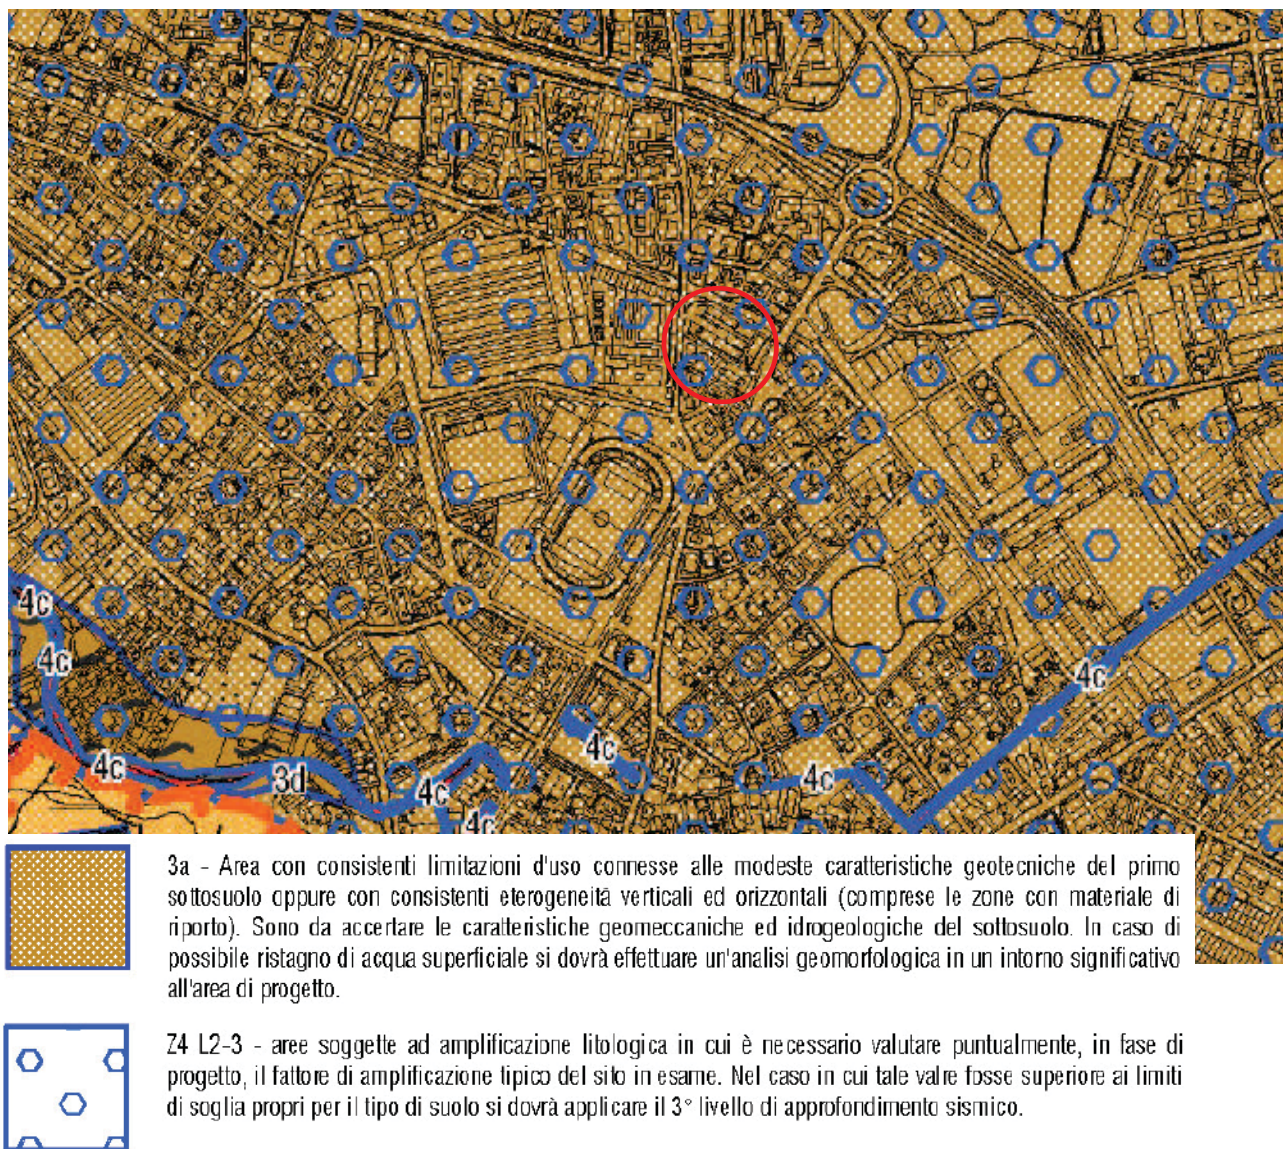 4c
4c
4c
4c
4c
3d
4c
4c
4c
3a - Area con consistenti limitazioni d'uso connesse alle modeste caratteristiche geotecniche del primo
sottosuolo oppure con consistenti eterogeneità verticali ed orizzontali (comprese le zone con materiale di
riporto). Sono da accertare le caratteristiche geomeccaniche ed idrogeologiche del sottosuolo. In caso di
possibile ristagno di acqua superficiale si dovrà effettuare un'analisi geomorfologica in un intorno significativo
all'area di progetto.
Z4 L2-3 - aree soggette ad amplificazione litologica in cui è necessario valutare puntualmente, in fase di
progetto, il fattore di amplificazione tipico del sito in esame. Nel caso in cui tale valre fosse superiore ai limiti
di soglia propri per il tipo di suolo si dovrà applicare il 3° livello di approfondimento sismico.